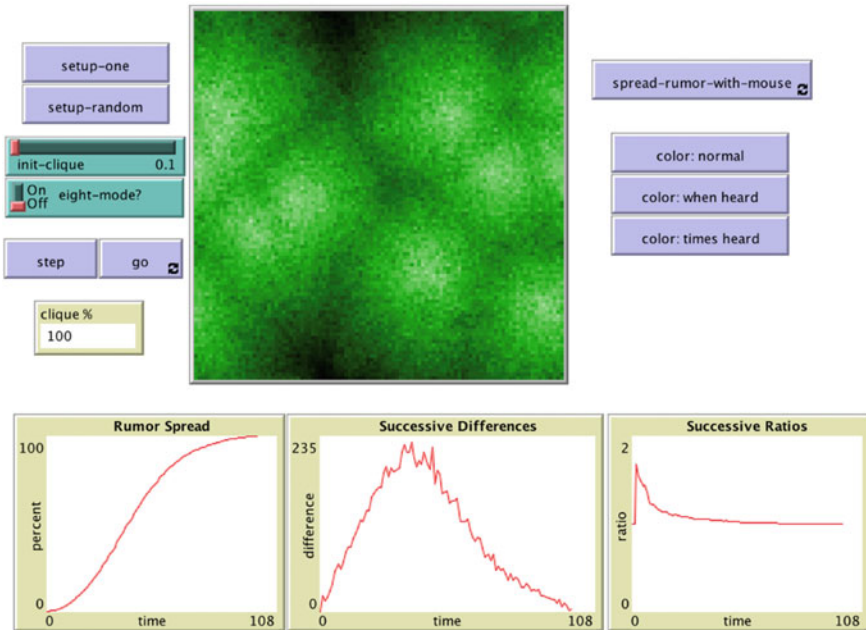 setup-one
setup-random
init-clique 0.1
On
Off
eight-mode?
step
go
clique %
100
spread-rumor-with-mouse
color: normal
color: when heard
color: times heard
Rumor Spread
100
percent
0
0 time 108
Successive Differences
235
difference
0
0 time 108
Successive Ratios
2
ratio
0
0 time 108